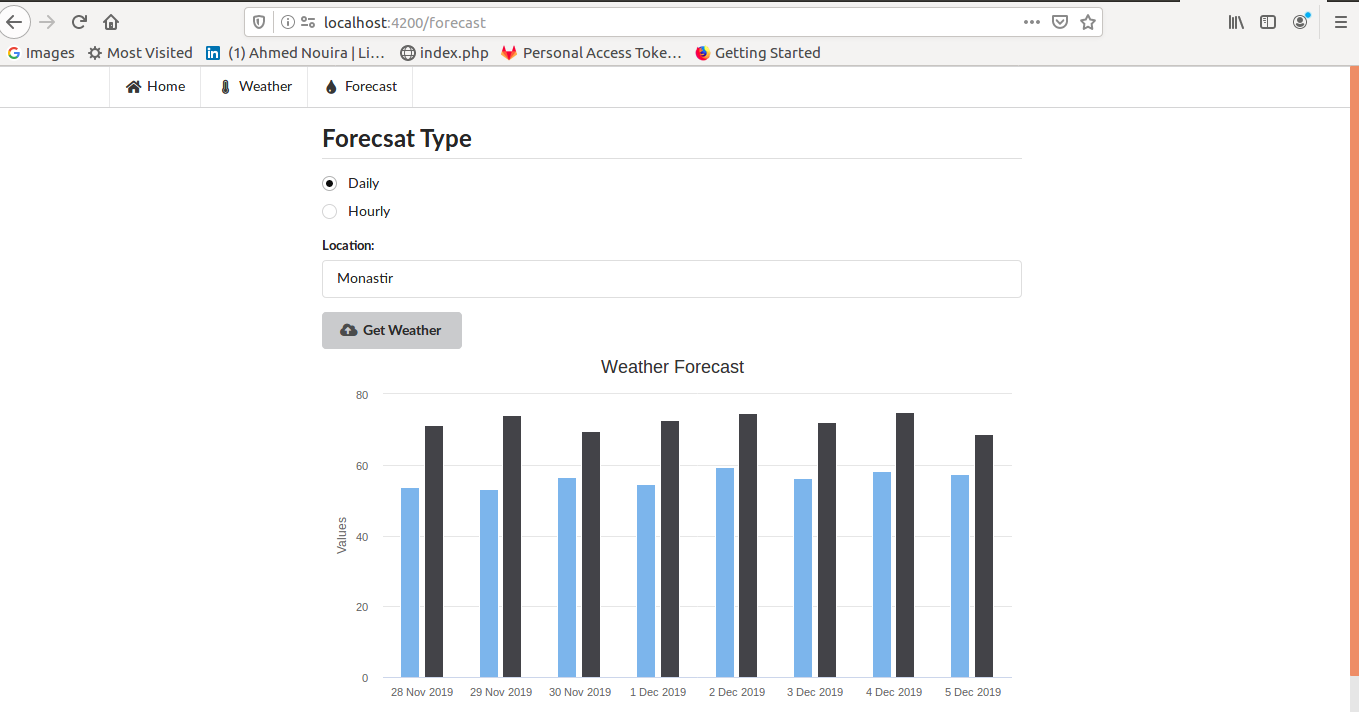 localhost:4200/forecast
Images Most Visited (1) Ahmed Nouira | Li... index.php Personal Access Toke... Getting Started
Home Weather Forecast
Forecsat Type
Daily
Hourly
Location:
Monastir
Get Weather
Weather Forecast
80
60
40
20
0
Values
28 Nov 2019 29 Nov 2019 30 Nov 2019 1 Dec 2019 2 Dec 2019 3 Dec 2019 4 Dec 2019 5 Dec 2019